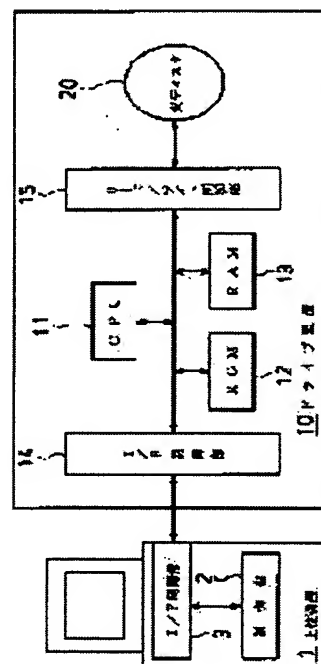 14
11
15
20
CPU
光ディスク
I/F 制御部
3
I/F制御部
2
制御部
ROM
RAM
12
13
1 上位装置
10 ドライブ装置